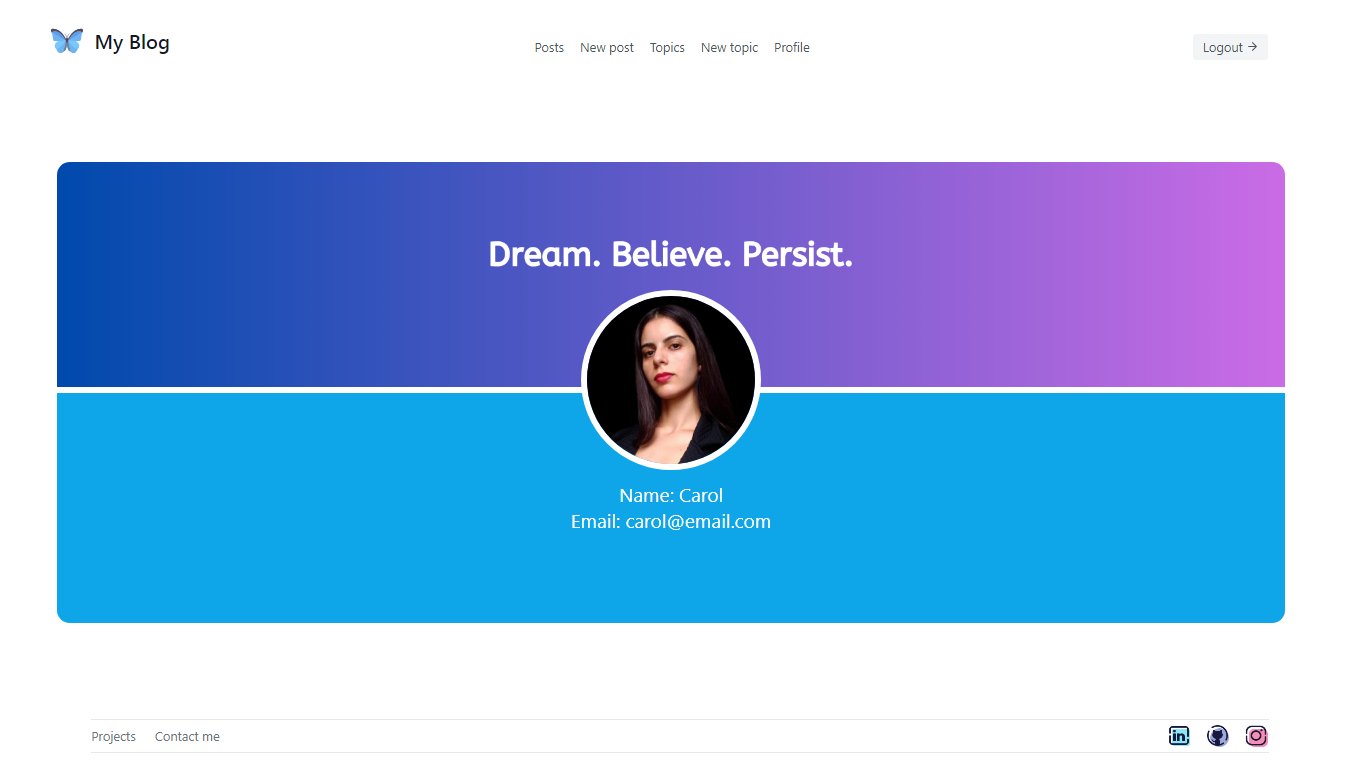 My Blog
Posts New post Topics New topic Profile
Logout →
Dream. Believe. Persist.
Name: Carol
Email: carol@email.com
Projects Contact me
in